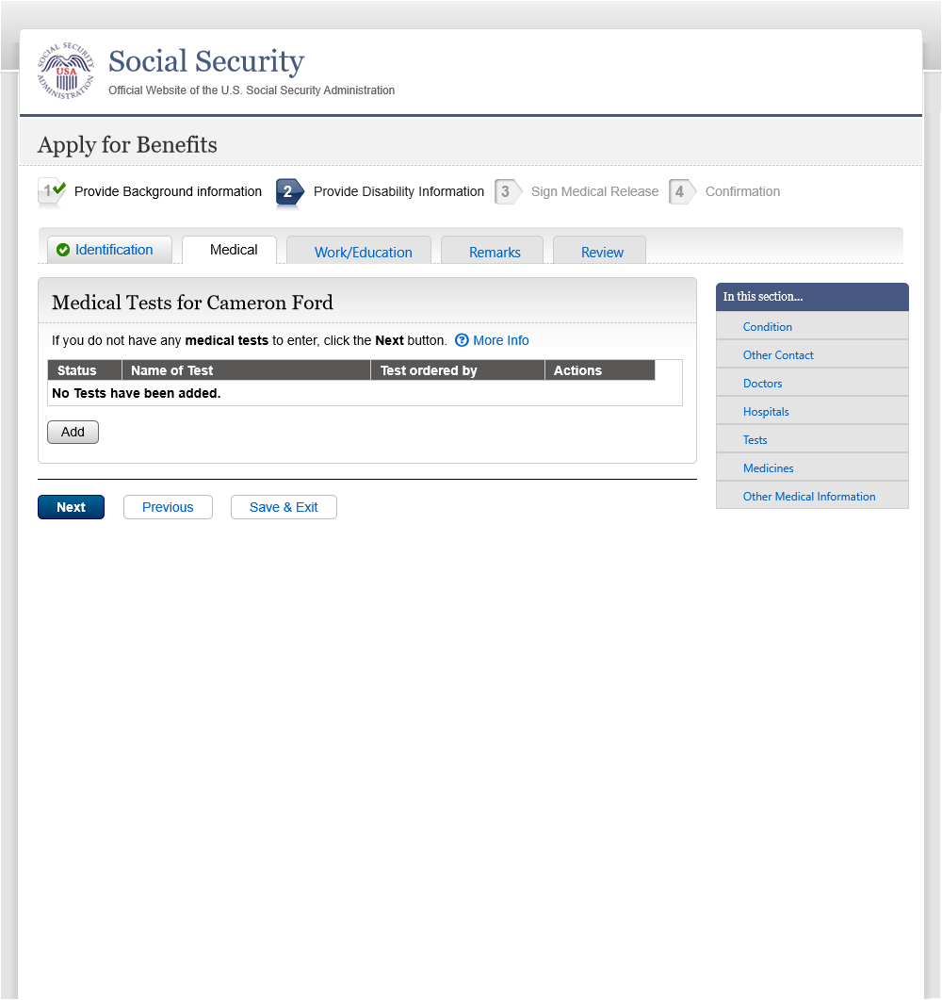 SOCIAL SECURITY ADMINISTRATION
USA
Social Security
Official Website of the U.S. Social Security Administration
Apply for Benefits
1 Provide Background information 2 Provide Disability Information 3 Sign Medical Release 4 Confirmation
Identification Medical Work/Education Remarks Review
Medical Tests for Cameron Ford
If you do not have any medical tests to enter, click the Next button. ? More Info
Status Name of Test Test ordered by Actions
No Tests have been added.
Add
Next Previous Save & Exit
In this section...
Condition
Other Contact
Doctors
Hospitals
Tests
Medicines
Other Medical Information